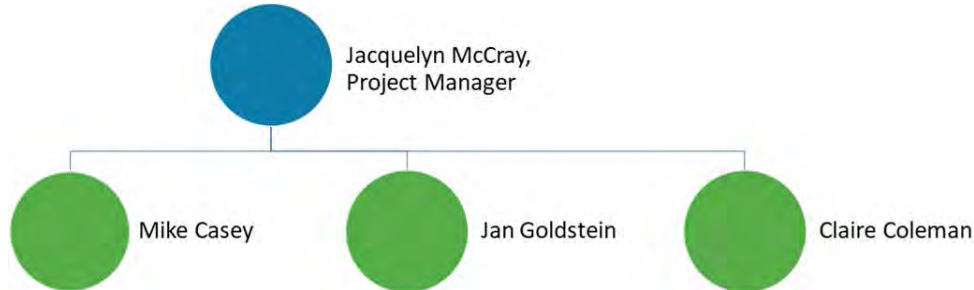 Jacquelyn McCray,
Project Manager
Mike Casey
Jan Goldstein
Claire Coleman